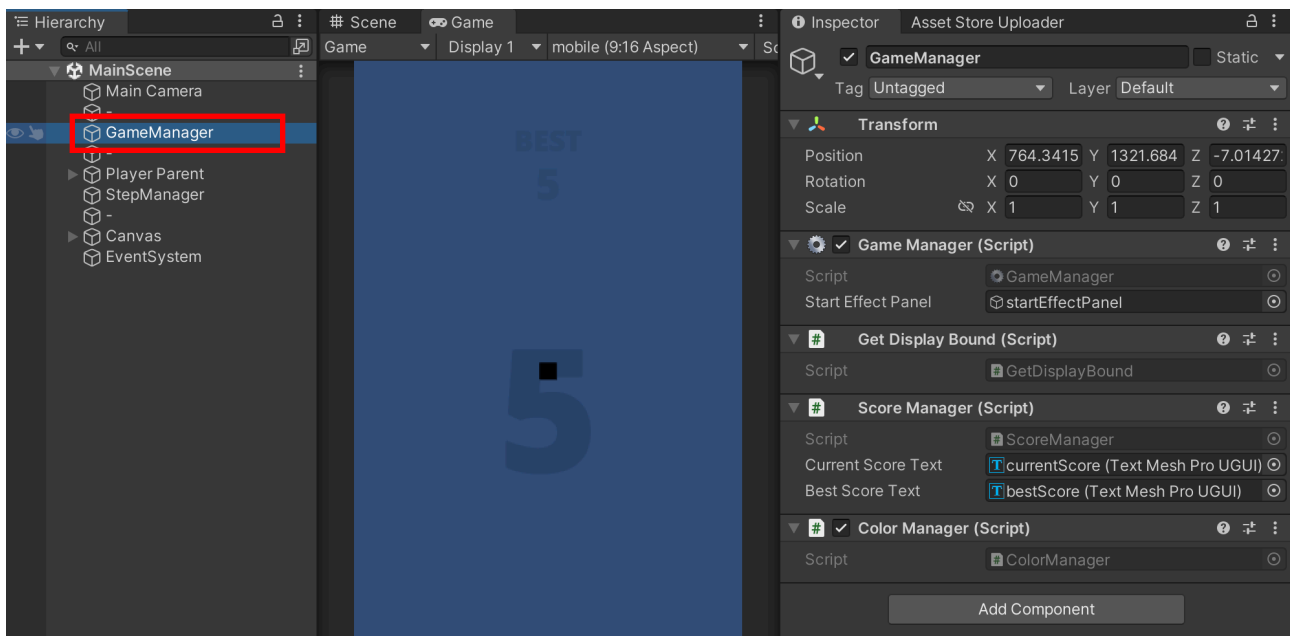 Hierarchy
All
MainScene
Main Camera
-
GameManager
-
Player Parent
StepManager
-
Canvas
EventSystem
Scene Game
Game Display 1 mobile (9:16 Aspect)
BEST
5
5
Inspector Asset Store Uploader
GameManager Static
Tag Untagged Layer Default
Transform
Position X 764.3415 Y 1321.684 Z -7.01427
Rotation X 0 Y 0 Z 0
Scale X 1 Y 1 Z 1
Game Manager (Script)
Script GameManager
Start Effect Panel startEffectPanel
Get Display Bound (Script)
Script GetDisplayBound
Score Manager (Script)
Script ScoreManager
Current Score Text currentScore (Text Mesh Pro UGUI)
Best Score Text bestScore (Text Mesh Pro UGUI)
Color Manager (Script)
Script ColorManager
Add Component